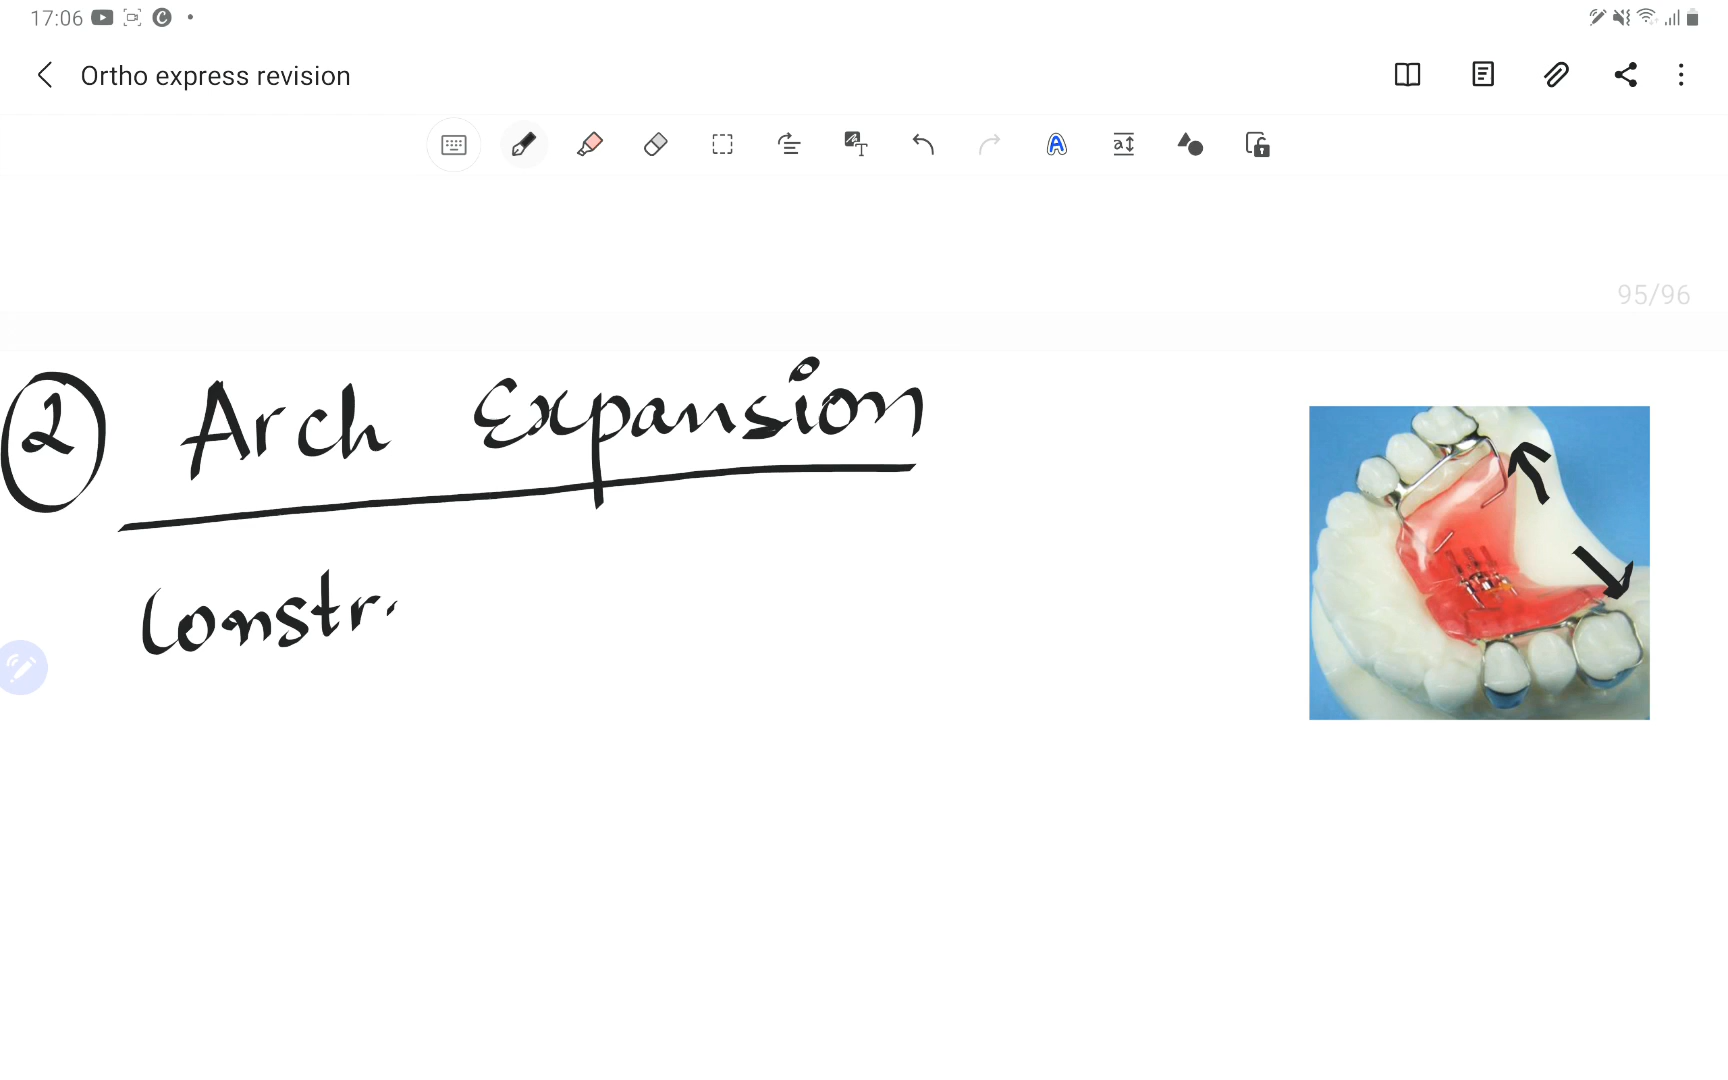 17:06
Ortho express revision
95/96
2 Arch Expansion
Constr